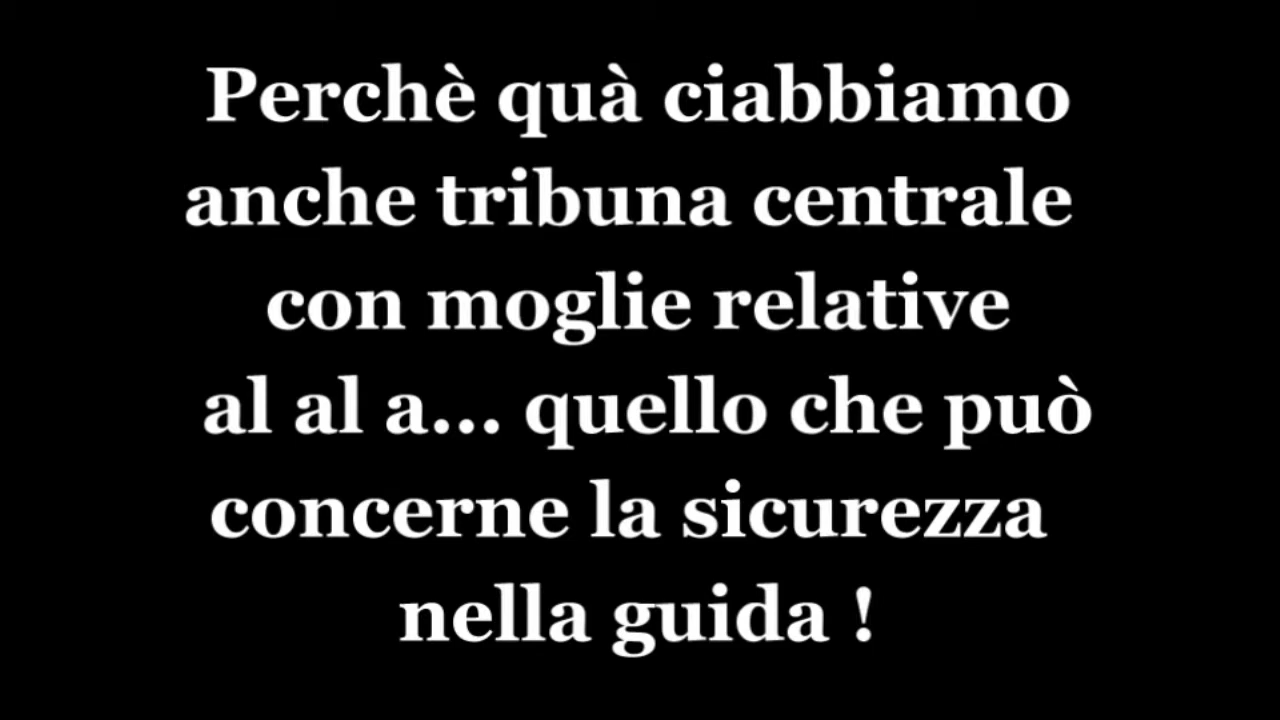 Perchè quà ciabbiamo
anche tribuna centrale
con moglie relative
al al a... quello che può
concerne la sicurezza
nella guida !